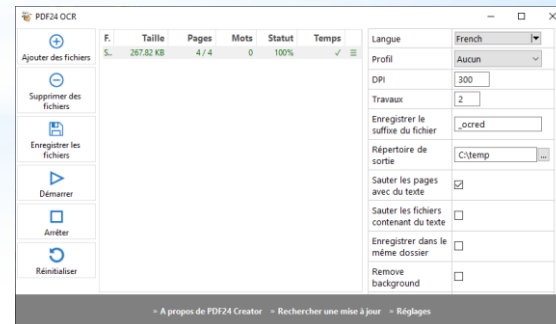 PDF24 OCR
Ajouter des fichiers
Supprimer des
fichiers
Enregistrer les
fichiers
Démarrer
Arrêter
Réinitialiser
F. Taille Pages Mots Statut Temps
S.. 267.82 KB 4 / 4 0 100% ✓
Langue French
Profil Aucun
DPI 300
Travaux 2
Enregistrer le
suffixe du fichier _ocred
Répertoire de
sortie C:\temp ...
Sauter les pages
avec du texte
Sauter les fichiers
contenant du texte
Enregistrer dans le
même dossier
Remove
background
» A propos de PDF24 Creator » Rechercher une mise à jour » Réglages